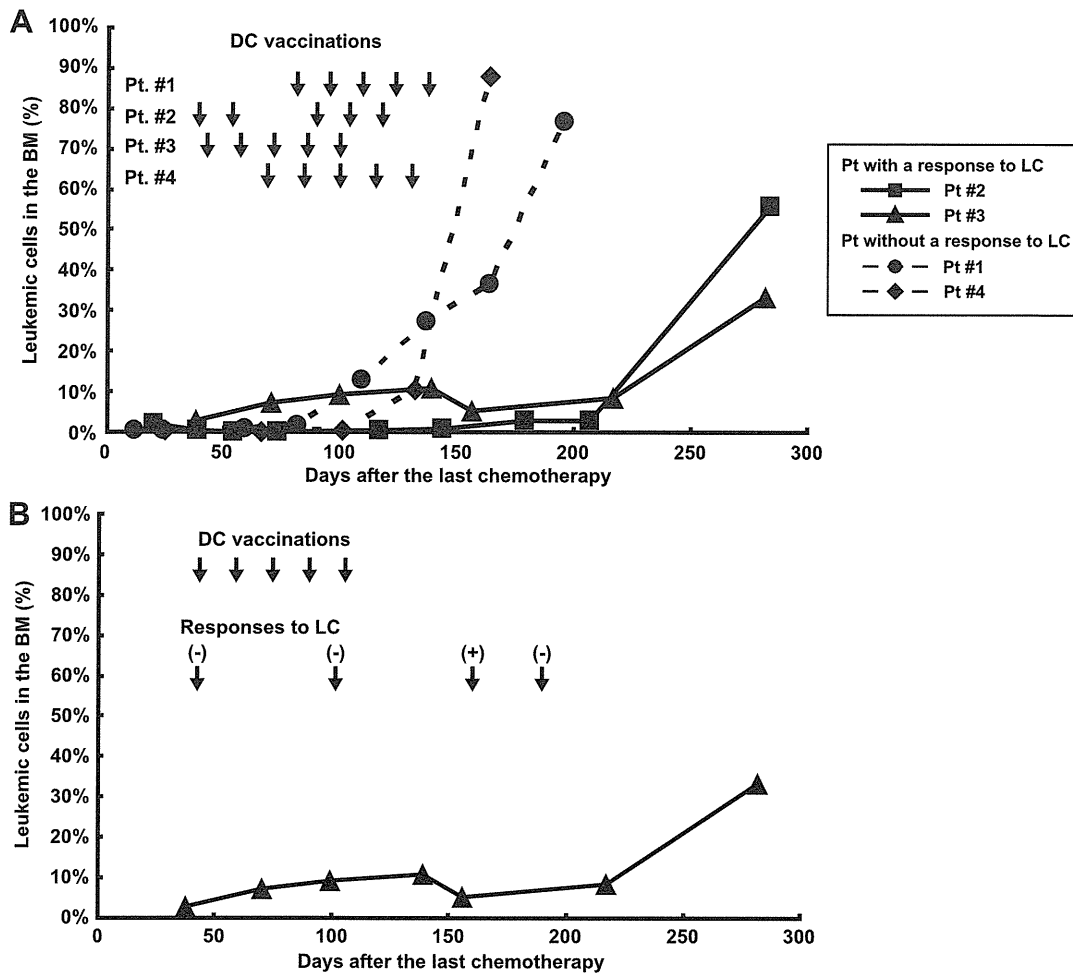 A
100%
90%
80%
70%
60%
50%
40%
30%
20%
10%
0%
Leukemic cells in the BM (%)
DC vaccinations
Pt. #1
Pt. #2
Pt. #3
Pt. #4
0 50 100 150 200 250 300
Days after the last chemotherapy
Pt with a response to LC
Pt #2
Pt #3
Pt without a response to LC
Pt #1
Pt #4
B
100%
90%
80%
70%
60%
50%
40%
30%
20%
10%
0%
Leukemic cells in the BM (%)
DC vaccinations
Responses to LC
(-) (-) (+) (-)
0 50 100 150 200 250 300
Days after the last chemotherapy